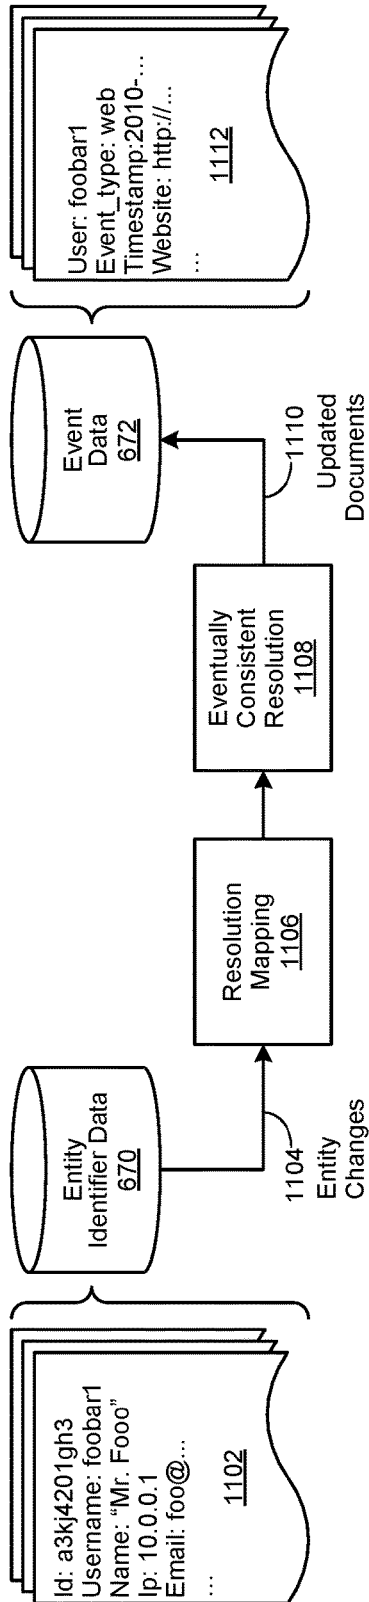 Id: a3kj4201gh3
Username: foobar1
Name: “Mr. Fooo”
Ip: 10.0.0.1
Email: foo@...
...
1102
Entity
Identifier Data
670
1104
Entity
Changes
Resolution
Mapping
1106
Eventually
Consistent
Resolution
1108
1110
Updated
Documents
Event
Data
672
User: foobar1
Event_type: web
Timestamp:2010-...
Website: http://...
...
1112